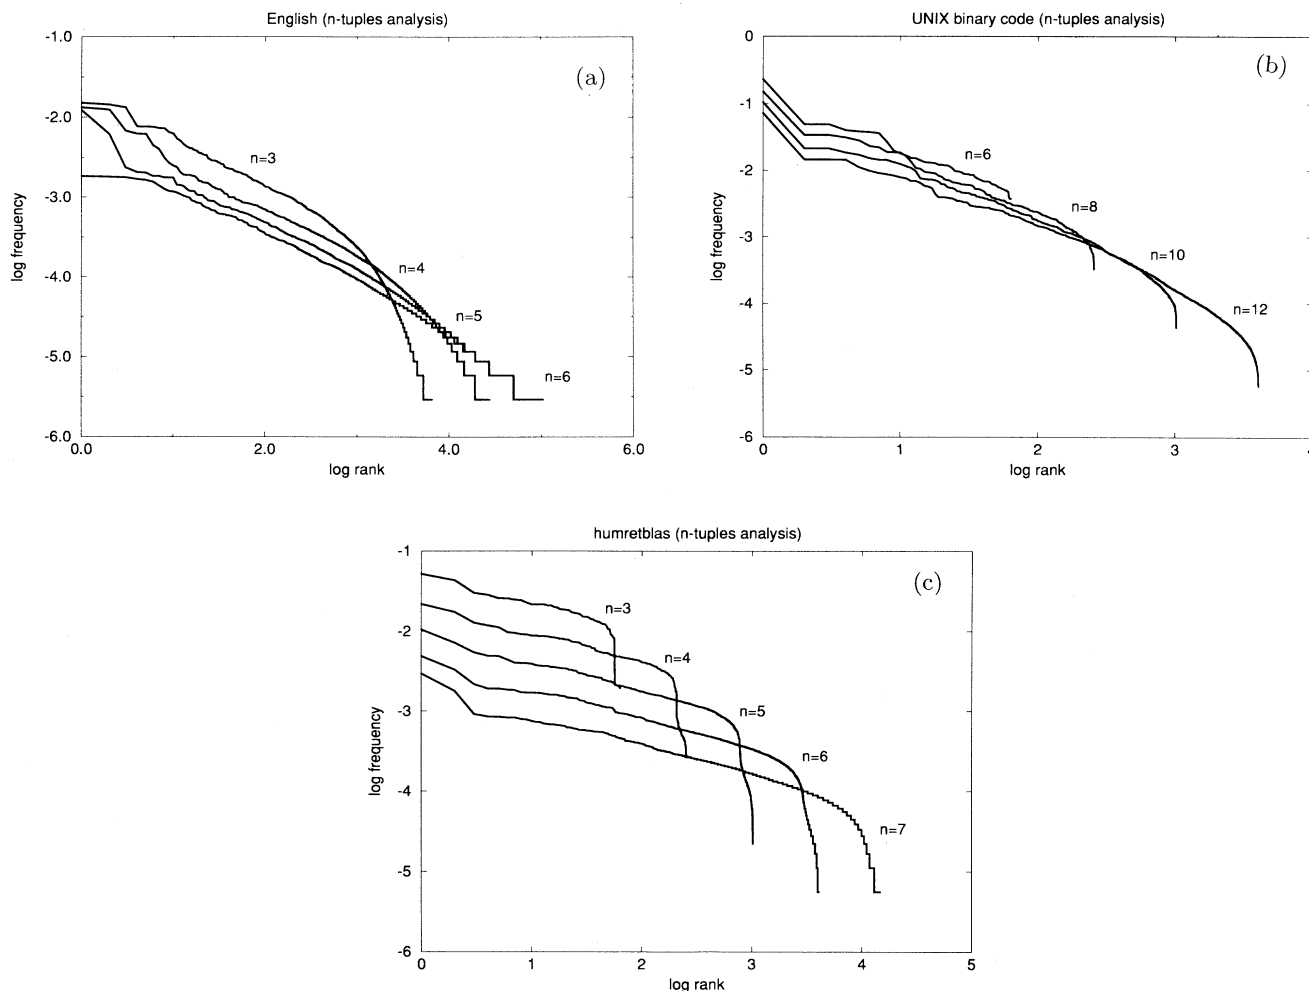 English (n-tuples analysis)
(a)
-1.0
-2.0
-3.0
-4.0
-5.0
-6.0
log frequency
n=3
n=4
n=5
n=6
0.0
2.0
4.0
6.0
log rank
UNIX binary code (n-tuples analysis)
(b)
0
-1
-2
-3
-4
-5
-6
log frequency
n=6
n=8
n=10
n=12
0
1
2
3
4
log rank
humretblas (n-tuples analysis)
(c)
-1
-2
-3
-4
-5
-6
log frequency
n=3
n=4
n=5
n=6
n=7
0
1
2
3
4
5
log rank